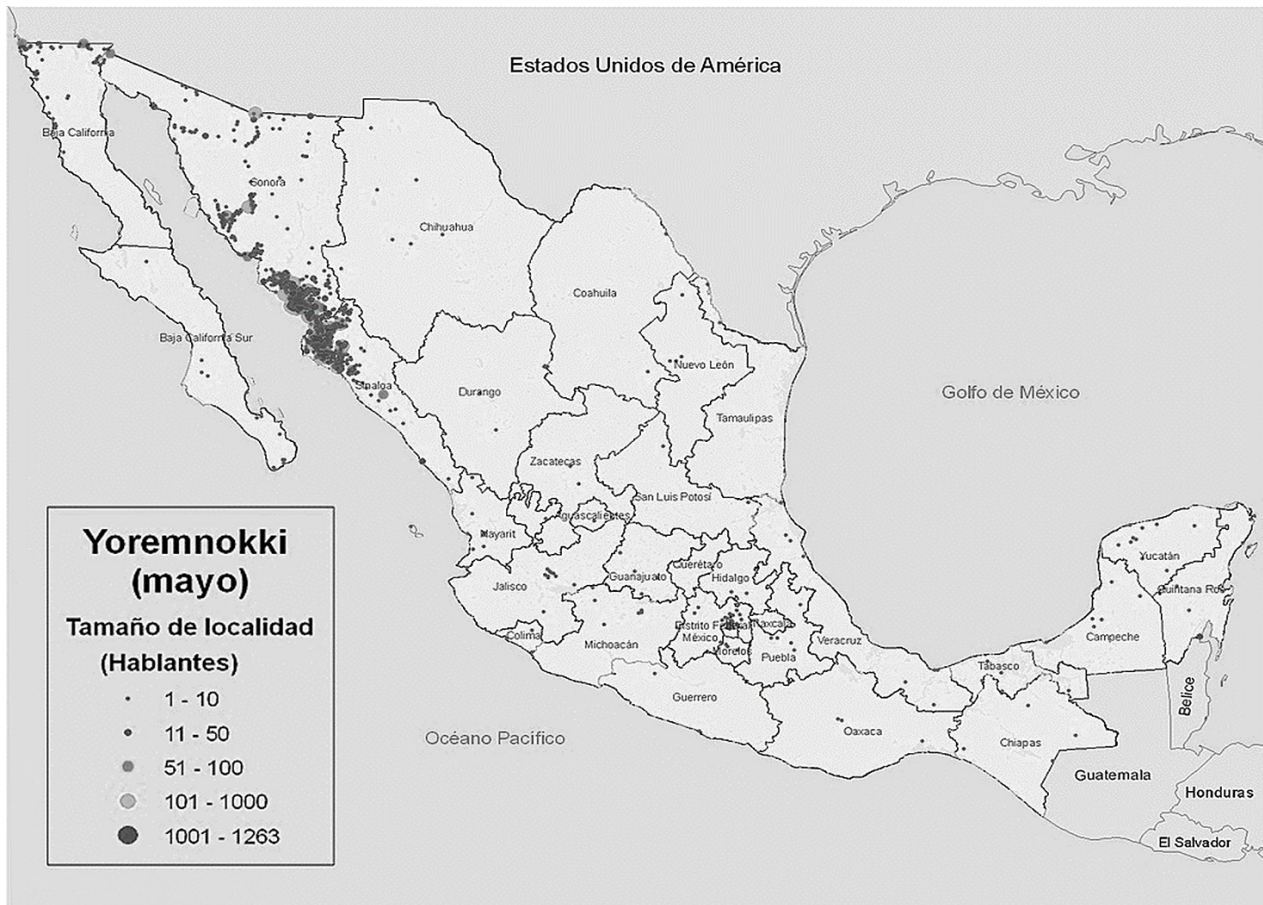 Estados Unidos de América
Baja California
Sonora
Chihuahua
Coahuila
Baja California Sur
Nuevo León
Sinaloa
Durango
Golfo de México
Tamaulipas
Zacatecas
San Luis Potosí
Aguascalientes
Nayarit
Yucatán
Querétaro
Jalisco
Guanajuato
Hidalgo
Quintana Roo
Distrito Federal
Tlaxcala
Colima
México
Michoacán
Veracruz
Campeche
Morelos
Puebla
Tabasco
Guerrero
Belice
Oaxaca
Océano Pacifico
Chiapas
Guatemala
Honduras
El Salvador
Yoremnokki
(mayo)
Tamaño de localidad
(Hablantes)
1 - 10
11 - 50
51 - 100
101 - 1000
1001 - 1263